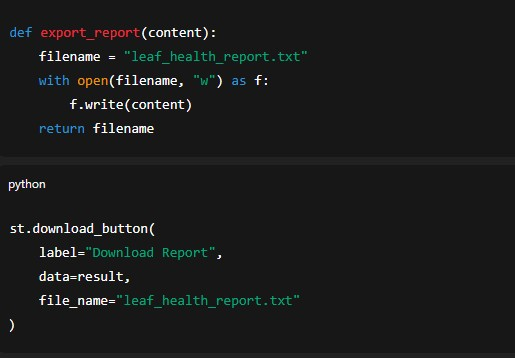 def export_report(content):
    filename = "leaf_health_report.txt"
    with open(filename, "w") as f:
        f.write(content)
    return filename
python
st.download_button(
    label="Download Report",
    data=result,
    file_name="leaf_health_report.txt"
)